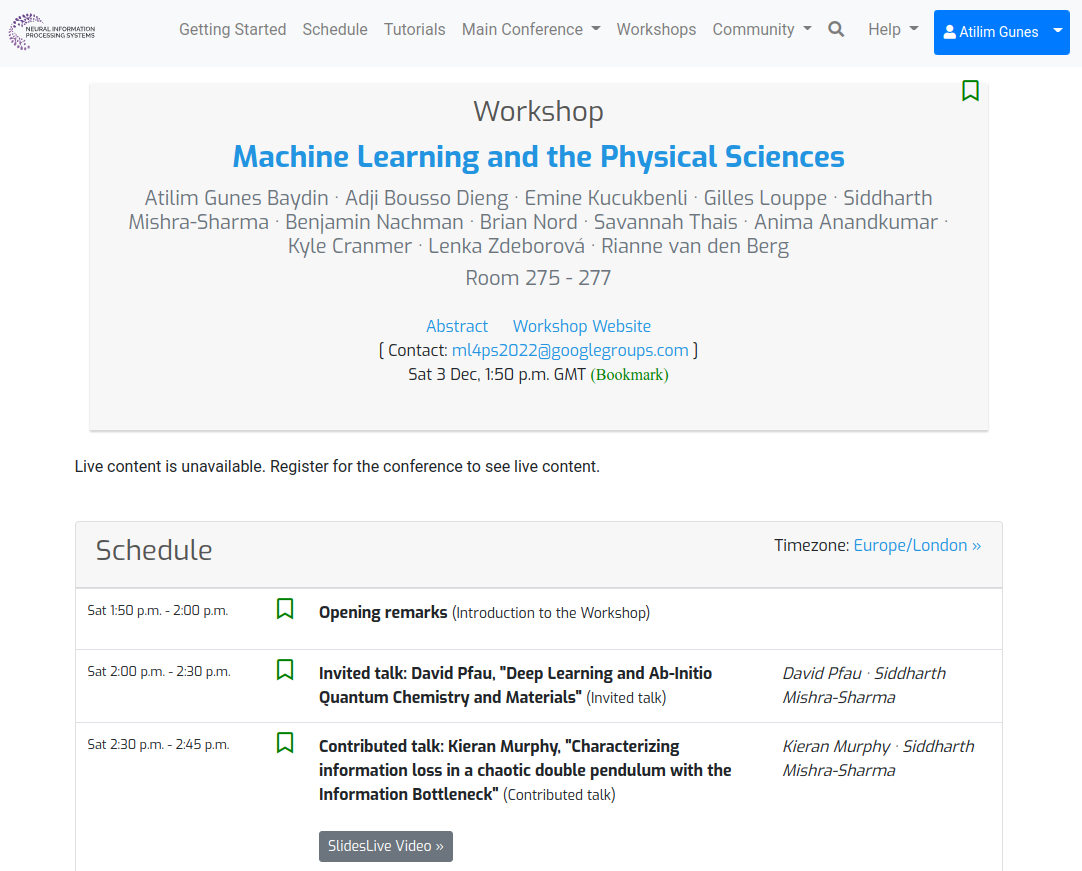 NEURAL INFORMATION
PROCESSING SYSTEMS
Getting Started Schedule Tutorials Main Conference Workshops Community Help Atilim Gunes
Workshop
Machine Learning and the Physical Sciences
Atilim Gunes Baydin · Adji Bousso Dieng · Emine Kucukbenli · Gilles Louppe · Siddharth
Mishra-Sharma · Benjamin Nachman · Brian Nord · Savannah Thais · Anima Anandkumar ·
Kyle Cranmer · Lenka Zdeborová · Rianne van den Berg
Room 275 - 277
Abstract Workshop Website
[ Contact: ml4ps2022@googlegroups.com ]
Sat 3 Dec, 1:50 p.m. GMT (Bookmark)
Live content is unavailable. Register for the conference to see live content.
Schedule Timezone: Europe/London »
Sat 1:50 p.m. - 2:00 p.m. Opening remarks (Introduction to the Workshop)
Sat 2:00 p.m. - 2:30 p.m. Invited talk: David Pfau, "Deep Learning and Ab-Initio David Pfau · Siddharth
Quantum Chemistry and Materials" (Invited talk) Mishra-Sharma
Sat 2:30 p.m. - 2:45 p.m. Contributed talk: Kieran Murphy, "Characterizing Kieran Murphy · Siddharth
information loss in a chaotic double pendulum with the Mishra-Sharma
Information Bottleneck" (Contributed talk)
SlidesLive Video »